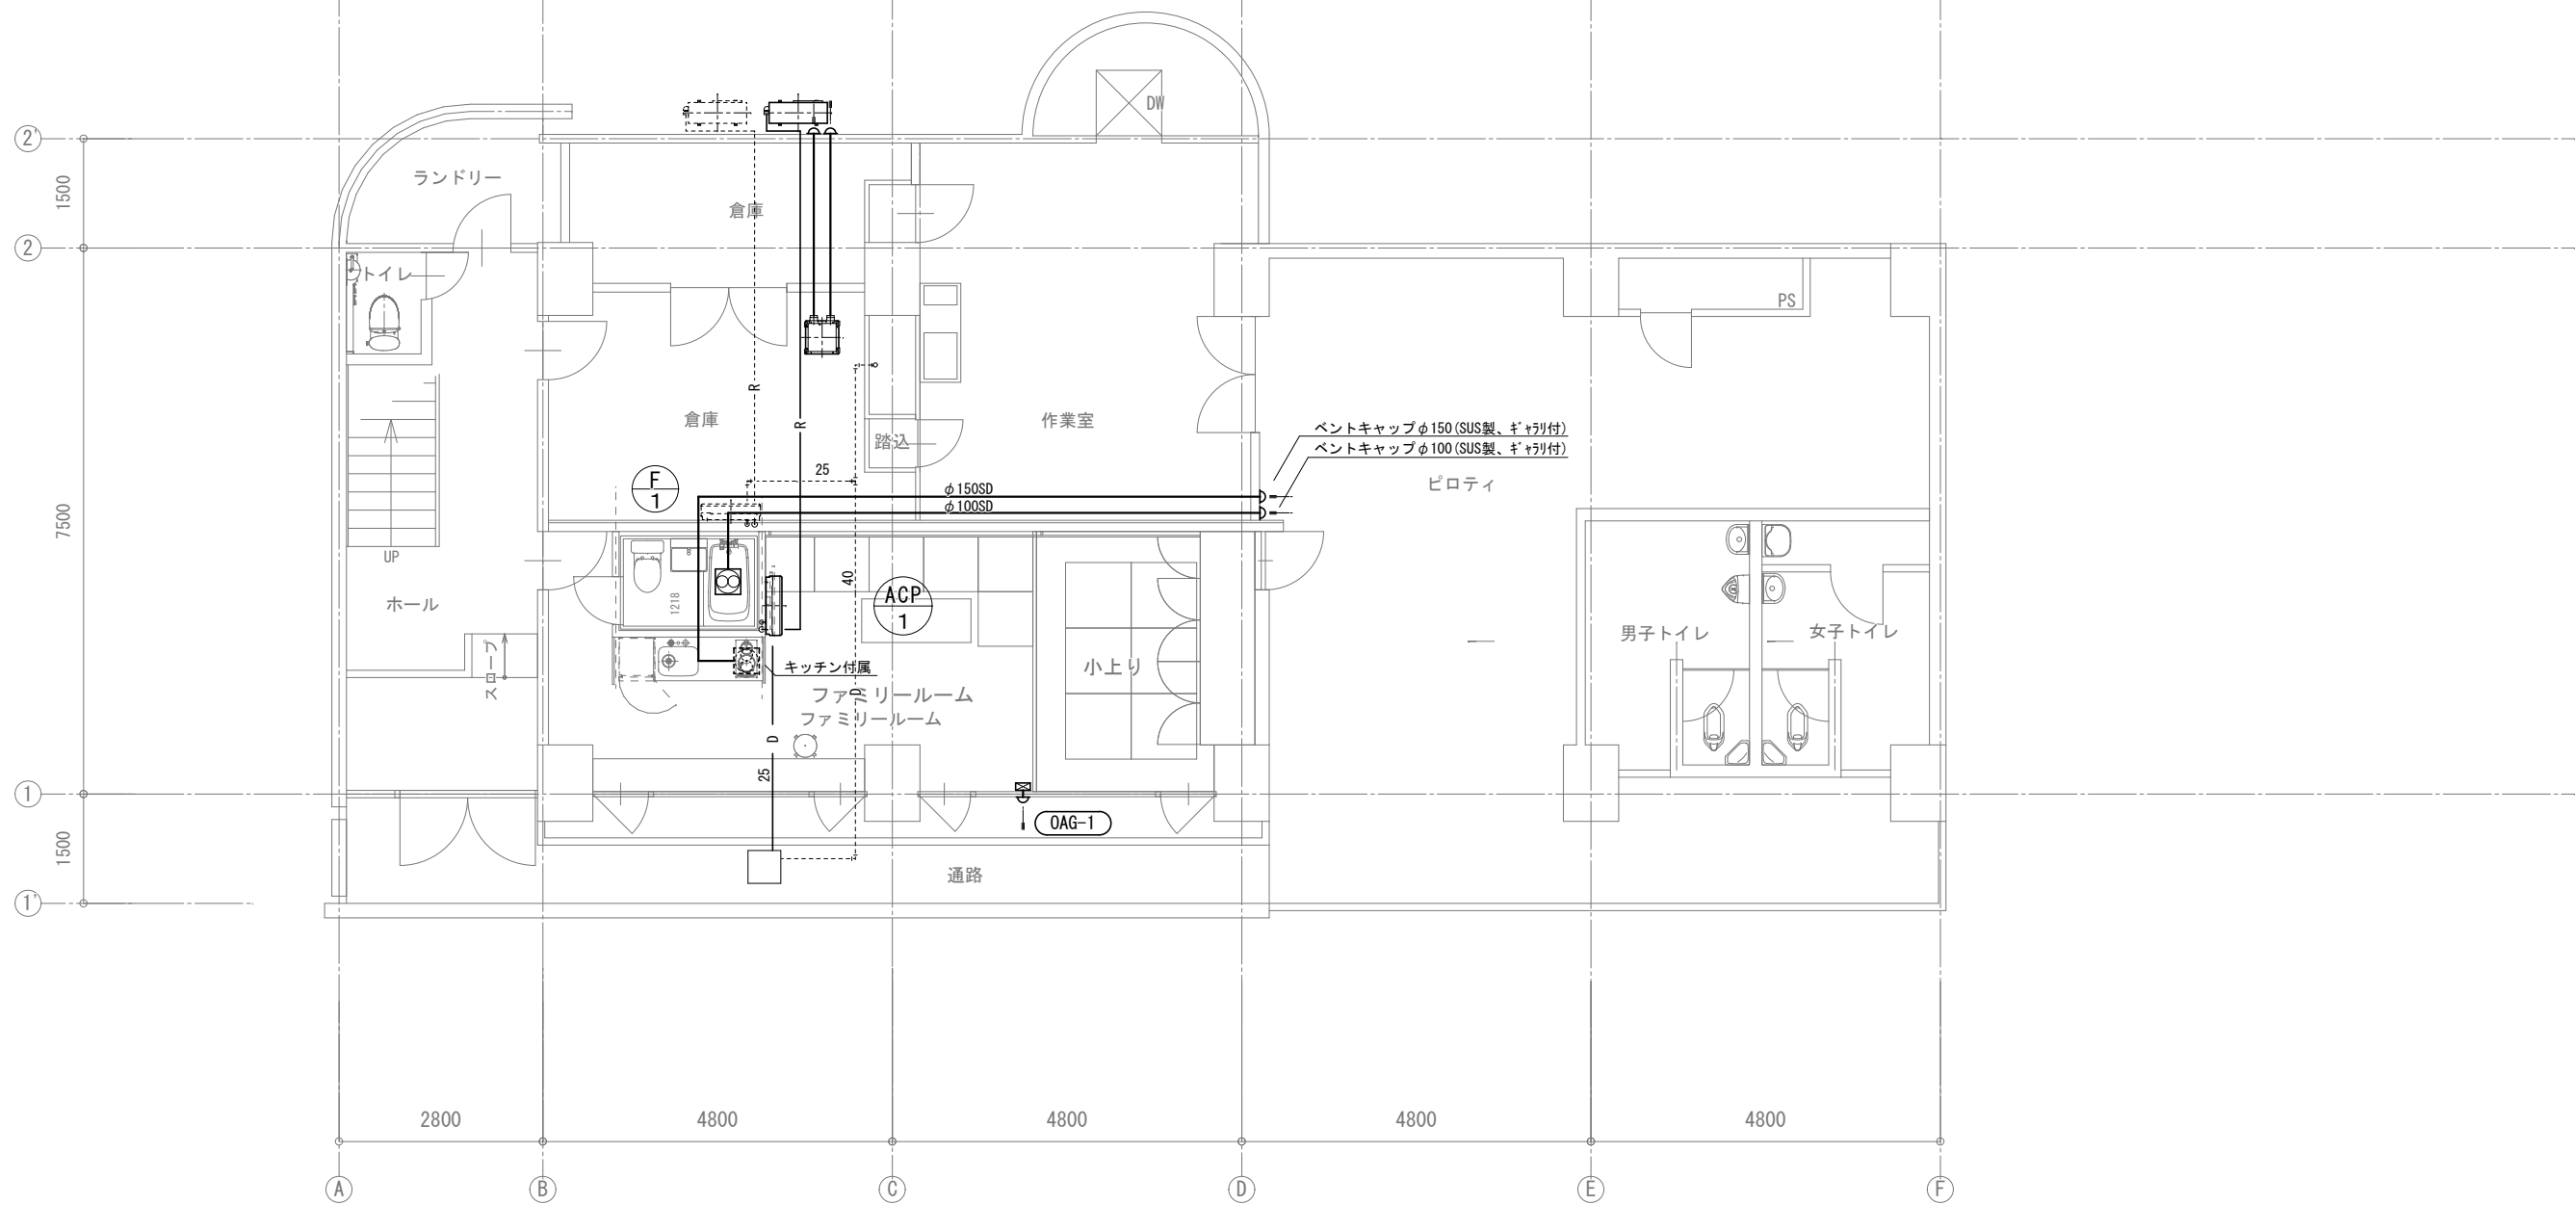 DW
2'
ランドリー
1500
倉庫
2
トイレ
PS
R
倉庫
R
踏込
作業室
ベントキャップφ150(SUS製、ｷﾞｬﾗﾘ付)
ベントキャップφ100(SUS製、ｷﾞｬﾗﾘ付)
25
F
1
φ150SD
φ100SD
ピロティ
7500
UP
ホール
1218
40
ACP
1
スロープ
キッチン付属
小上り
男子トイレ
女子トイレ
D
ファミリールーム
ファミリールーム
D
25
1
OAG-1
1500
通路
1'
2800
4800
4800
4800
4800
A
B
C
D
E
F